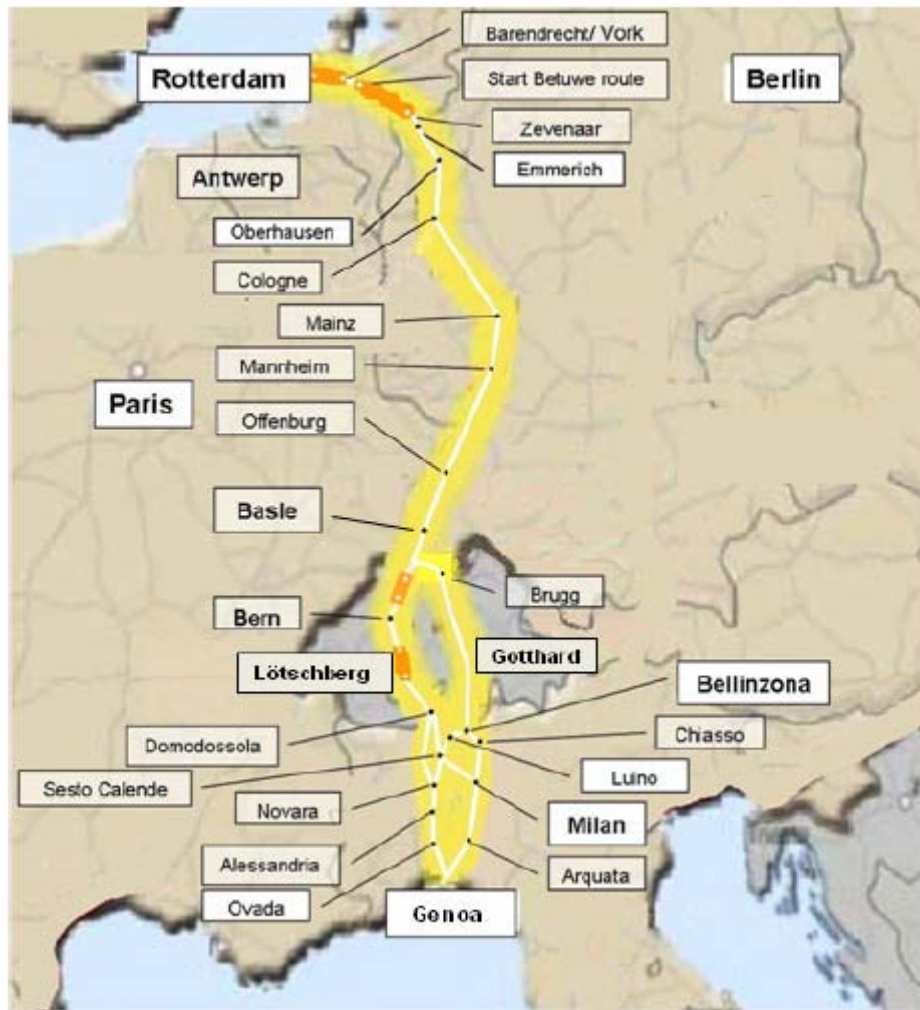 Barendrecht/ Vork
Rotterdam
Start Betuwe route
Berlin
Zevenaar
Emmerich
Antwerp
Oberhausen
Cologne
Mainz
Mannheim
Paris
Offenburg
Basle
Brugg
Bern
Gotthard
Lötschberg
Bellinzona
Domodossola
Chiasso
Luino
Sesto Calende
Novara
Milan
Alessandria
Arquata
Ovada
Genoa